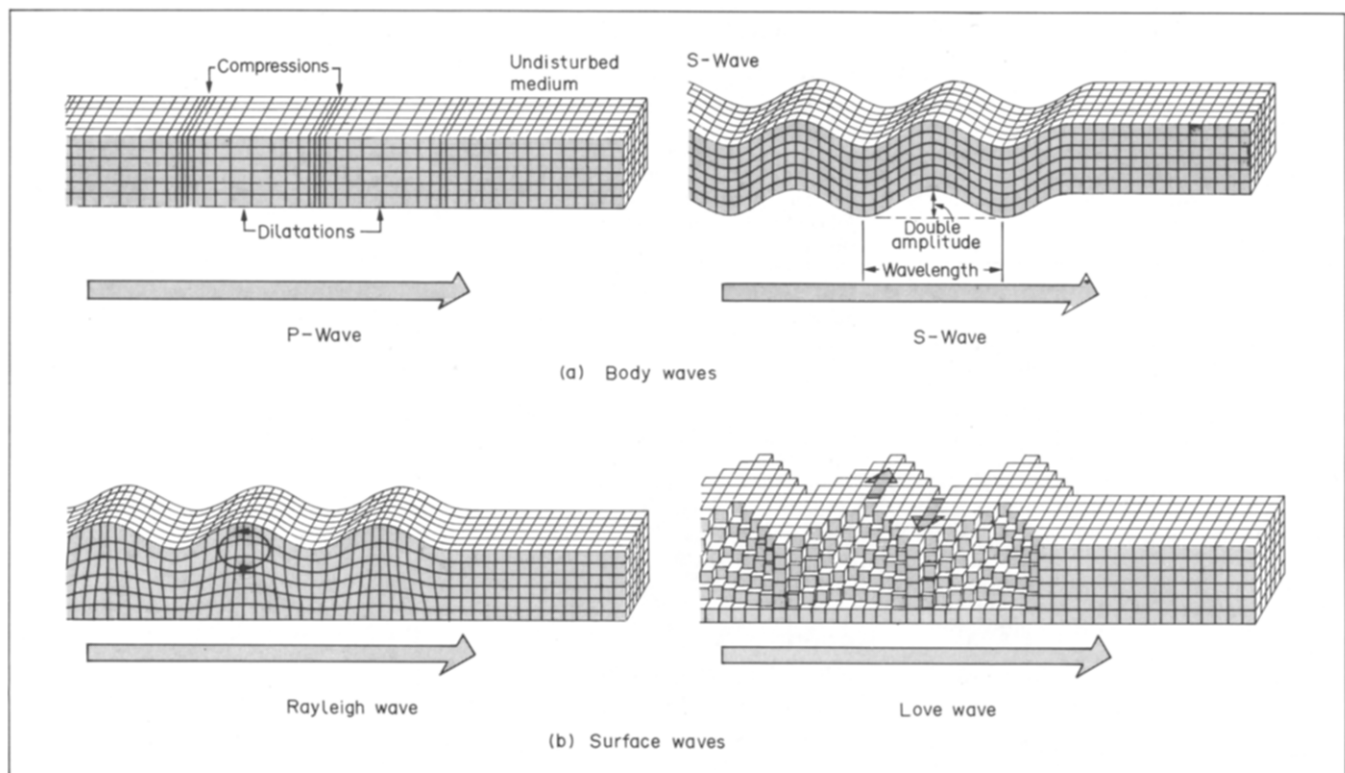 Compressions
Undisturbed
medium
Dilatations
P-Wave
S-Wave
Double
amplitude
Wavelength
S-Wave
(a) Body waves
Rayleigh wave
Love wave
(b) Surface waves